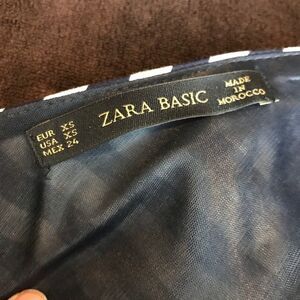 EUR XS
USA XS
MEX 24
ZARA BASIC
MADE IN
MOROCCO